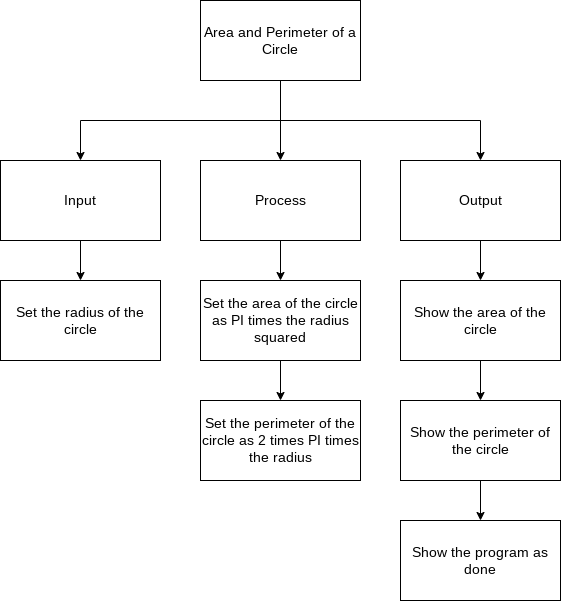 Area and Perimeter of a
Circle
Input
Process
Output
Set the radius of the
circle
Set the area of the circle
as PI times the radius
squared
Show the area of the
circle
Set the perimeter of the
circle as 2 times PI times
the radius
Show the perimeter of
the circle
Show the program as
done